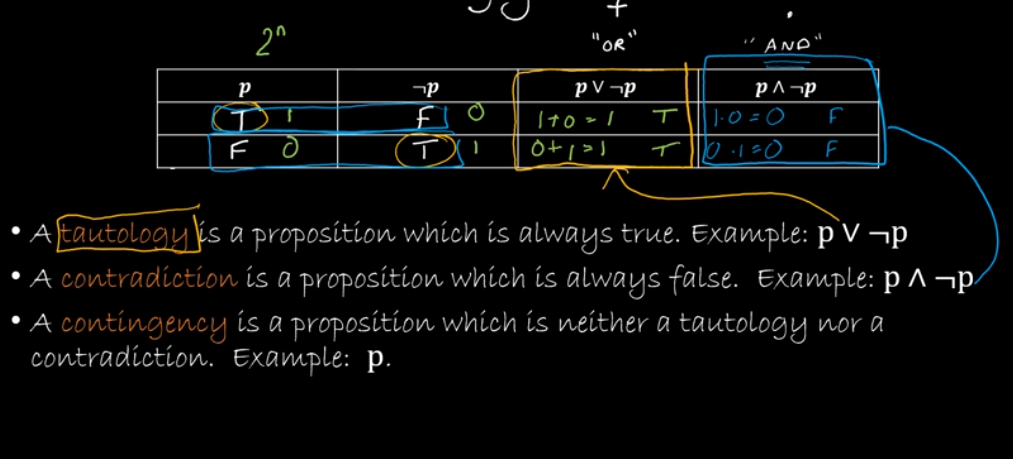 2ⁿ "OR" "AND"
p ¬p p ∨ ¬p p ∧ ¬p
T 1 F 0 1+0=1 T 1·0=0 F
F 0 T 1 0+1=1 T 0·1=0 F
• A tautology is a proposition which is always true. Example: p ∨ ¬p
• A contradiction is a proposition which is always false. Example: p ∧ ¬p
• A contingency is a proposition which is neither a tautology nor a
contradiction. Example: p.